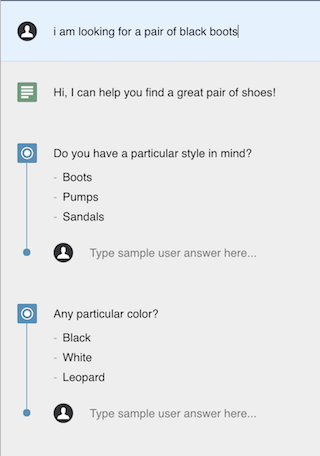 i am looking for a pair of black boots
Hi, I can help you find a great pair of shoes!
Do you have a particular style in mind?
- Boots
- Pumps
- Sandals
Type sample user answer here...
Any particular color?
- Black
- White
- Leopard
Type sample user answer here...